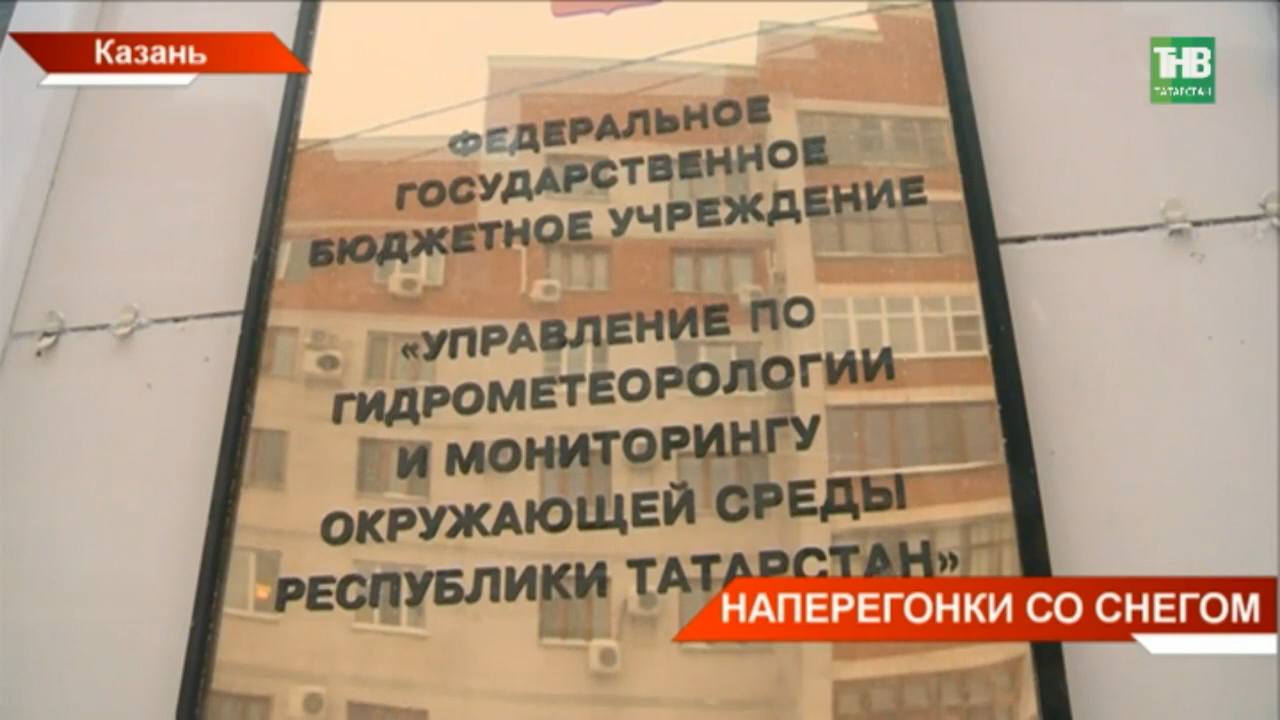 Казань
ТНВ
ТАТАРСТАН
ФЕДЕРАЛЬНОЕ
ГОСУДАРСТВЕННОЕ
БЮДЖЕТНОЕ УЧРЕЖДЕНИЕ
«УПРАВЛЕНИЕ ПО
ГИДРОМЕТЕОРОЛОГИИ
И МОНИТОРИНГУ
ОКРУЖАЮЩЕЙ СРЕДЫ
РЕСПУБЛИКИ ТАТАРСТАН»
НАПЕРЕГОНКИ СО СНЕГОМ